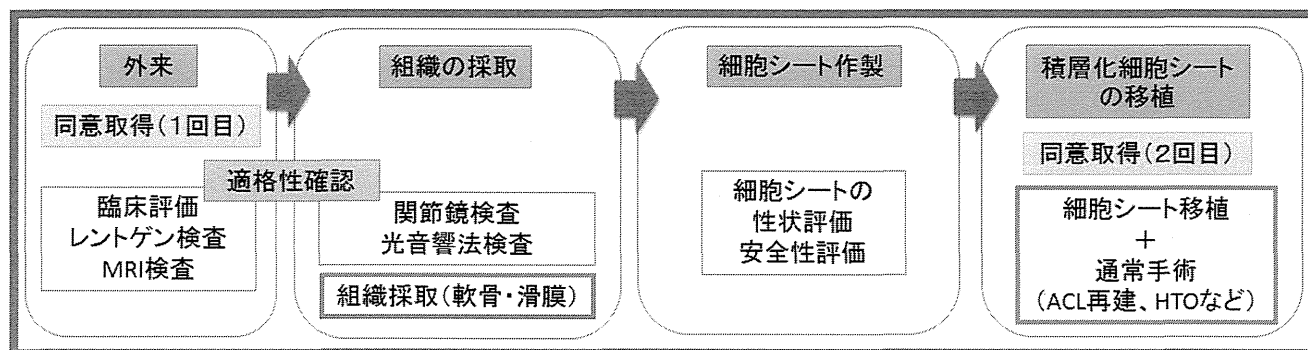 外来
同意取得(1回目)
適格性確認
臨床評価
レントゲン検査
MRI検査
組織の採取
関節鏡検査
光音響法検査
組織採取(軟骨・滑膜)
細胞シート作製
細胞シートの
性状評価
安全性評価
積層化細胞シート
の移植
同意取得(2回目)
細胞シート移植
+
通常手術
(ACL再建、HTOなど)